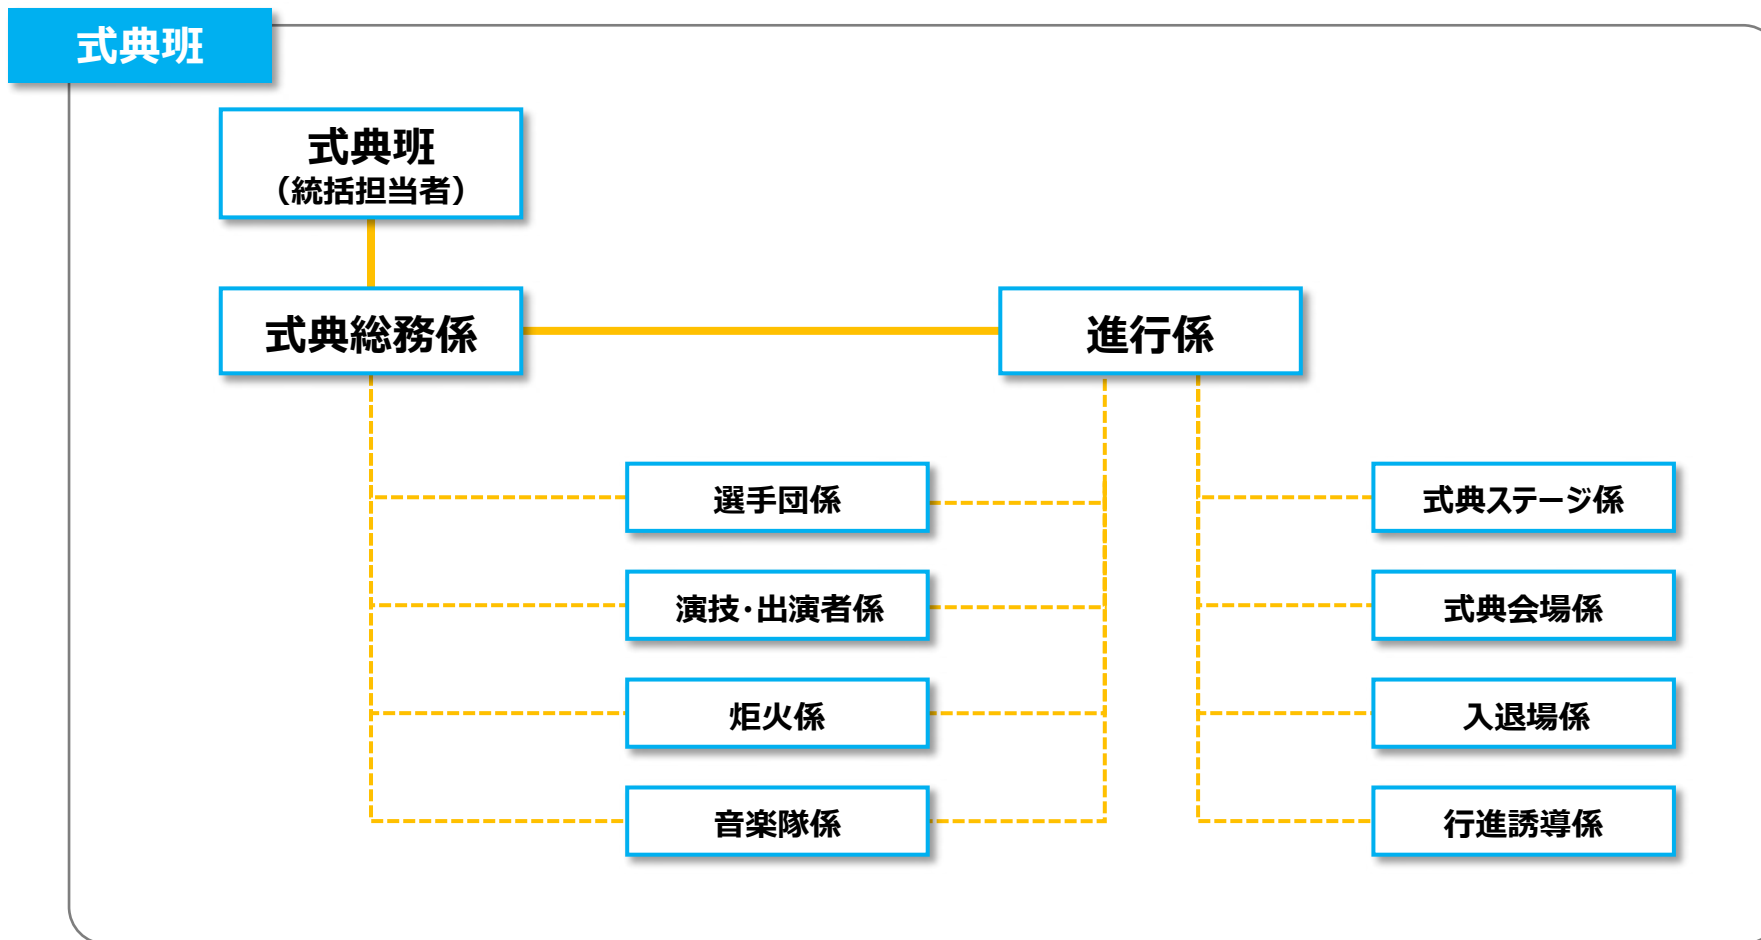 式典班
式典班
（統括担当者）
式典総務係
進行係
選手団係
式典ステージ係
演技・出演者係
式典会場係
炬火係
入退場係
音楽隊係
行進誘導係